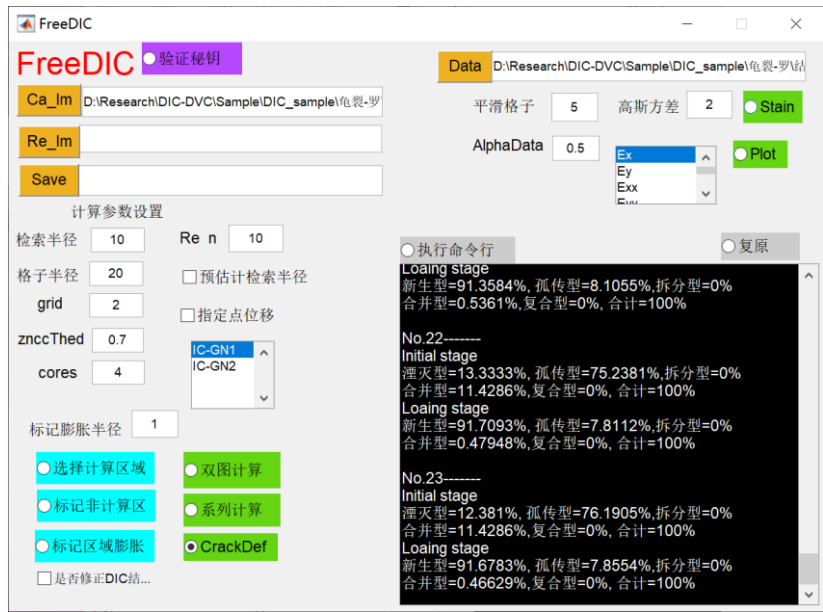 FreeDIC
FreeDIC
验证秘钥
Ca_Im
D:\Research\DIC-DVC\Sample\DIC_sample\龟裂-罗
Re_Im
Save
计算参数设置
检索半径
10
Re n
10
格子半径
20
预估计检索半径
grid
2
指定点位移
znccThed
0.7
IC-GN1
IC-GN2
cores
4
标记膨胀半径
1
选择计算区域
双图计算
标记非计算区
系列计算
标记区域膨胀
CrackDef
是否修正DIC结...
Data
D:\Research\DIC-DVC\Sample\DIC_sample\龟裂-罗\结
平滑格子
5
高斯方差
2
Stain
AlphaData
0.5
Ex
Ey
Exx
Eyy
Plot
执行命令行
复原
Loaing stage
新生型=91.3584%, 孤传型=8.1055%,拆分型=0%
合并型=0.5361%,复合型=0%, 合计=100%
No.22-------
Initial stage
湮灭型=13.3333%, 孤传型=75.2381%,拆分型=0%
合并型=11.4286%,复合型=0%, 合计=100%
Loaing stage
新生型=91.7093%, 孤传型=7.8112%,拆分型=0%
合并型=0.47948%,复合型=0%, 合计=100%
No.23-------
Initial stage
湮灭型=12.381%, 孤传型=76.1905%,拆分型=0%
合并型=11.4286%,复合型=0%, 合计=100%
Loaing stage
新生型=91.6783%, 孤传型=7.8554%,拆分型=0%
合并型=0.46629%,复合型=0%, 合计=100%